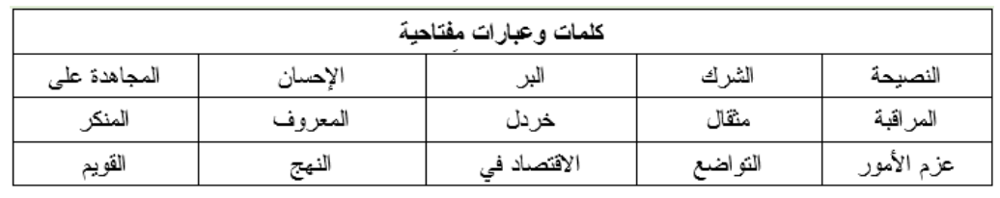 كلمات وعبارات مفتاحية
النصيحة الشرك البر الإحسان المجاهدة على
المراقبة مثقال خردل المعروف المنكر
عزم الأمور التواضع الاقتصاد في النهج القويم